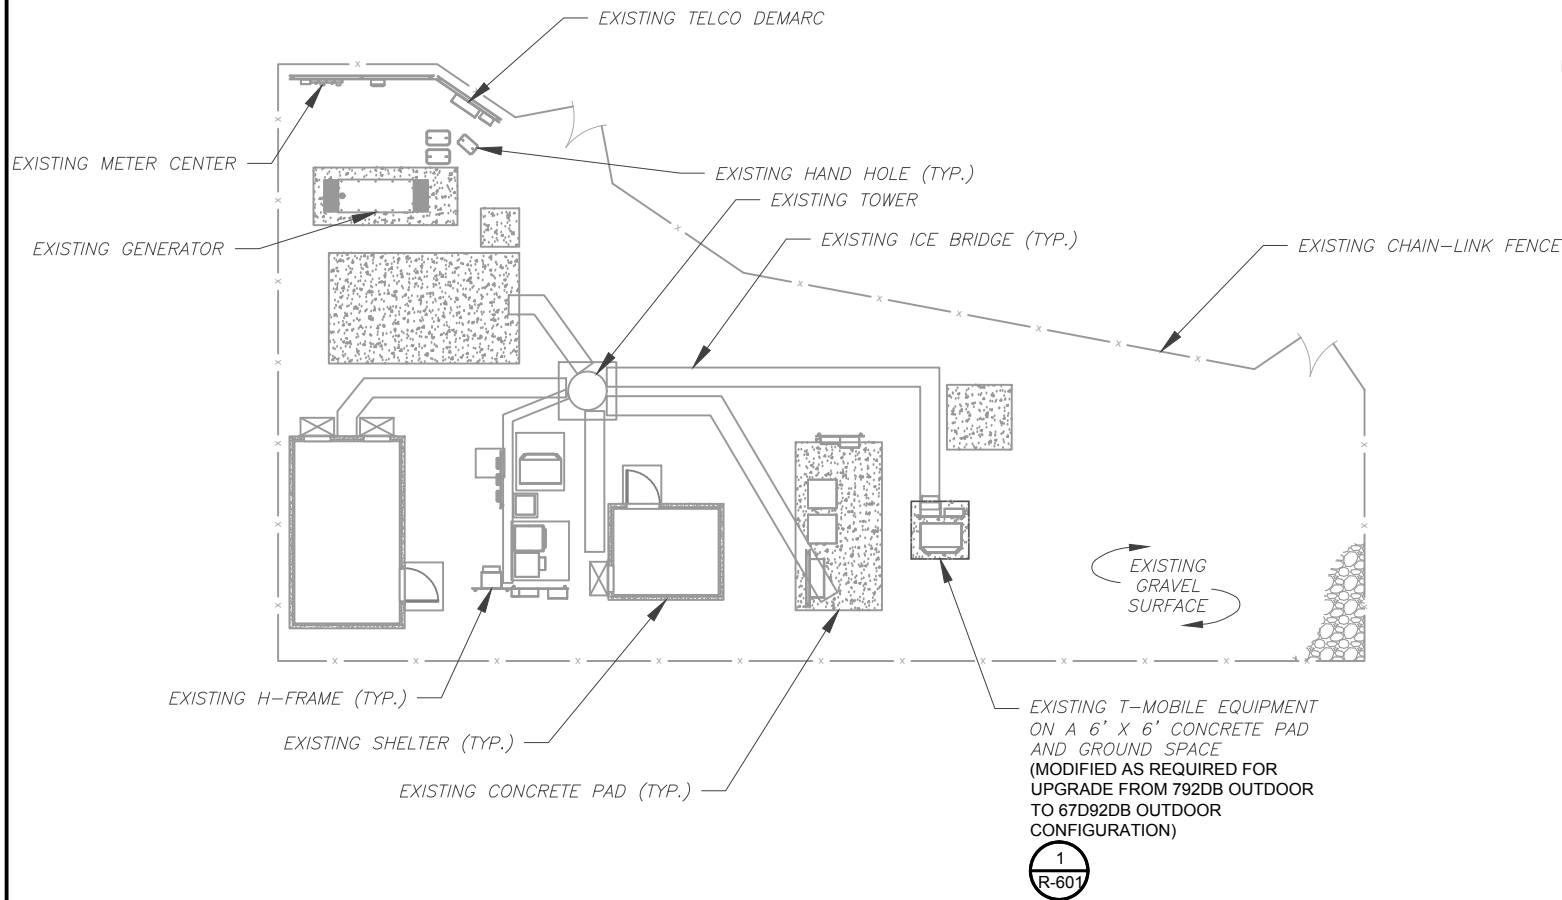 EXISTING TELCO DEMARC
EXISTING METER CENTER
EXISTING HAND HOLE (TYP.)
EXISTING TOWER
EXISTING GENERATOR
EXISTING ICE BRIDGE (TYP.)
EXISTING CHAIN-LINK FENCE
EXISTING
GRAVEL
SURFACE
EXISTING H-FRAME (TYP.)
EXISTING SHELTER (TYP.)
EXISTING CONCRETE PAD (TYP.)
EXISTING T-MOBILE EQUIPMENT
ON A 6' X 6' CONCRETE PAD
AND GROUND SPACE
(MODIFIED AS REQUIRED FOR
UPGRADE FROM 792DB OUTDOOR
TO 67D92DB OUTDOOR
CONFIGURATION)
1
R-601